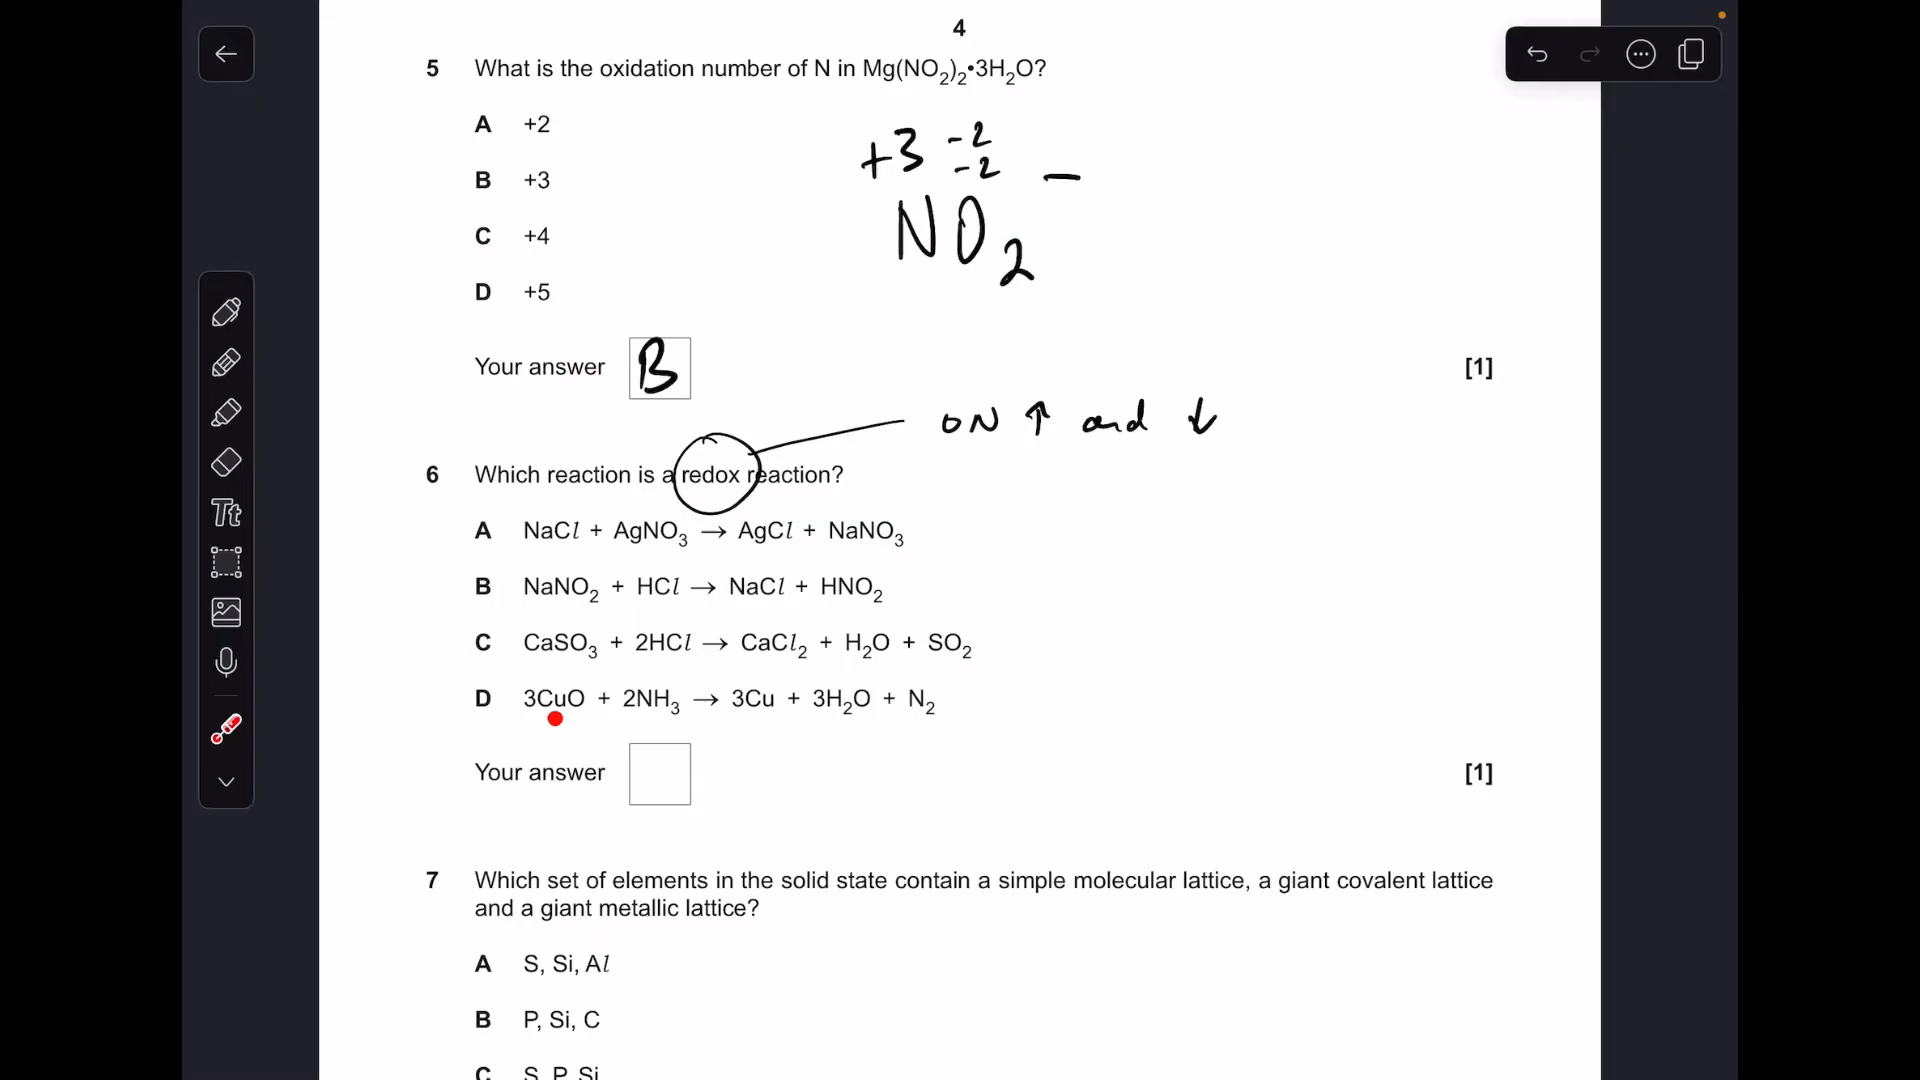 4
5 What is the oxidation number of N in Mg(NO₂)₂•3H₂O?
A +2
B +3
C +4
D +5
+3 -2
-2 −
NO₂
Your answer B [1]
ON ↑ and ↓
6 Which reaction is a redox reaction?
A NaCl + AgNO₃ → AgCl + NaNO₃
B NaNO₂ + HCl → NaCl + HNO₂
C CaSO₃ + 2HCl → CaCl₂ + H₂O + SO₂
D 3CuO + 2NH₃ → 3Cu + 3H₂O + N₂
Your answer [1]
7 Which set of elements in the solid state contain a simple molecular lattice, a giant covalent lattice
and a giant metallic lattice?
A S, Si, Al
B P, Si, C
C S, P, Si
Tt